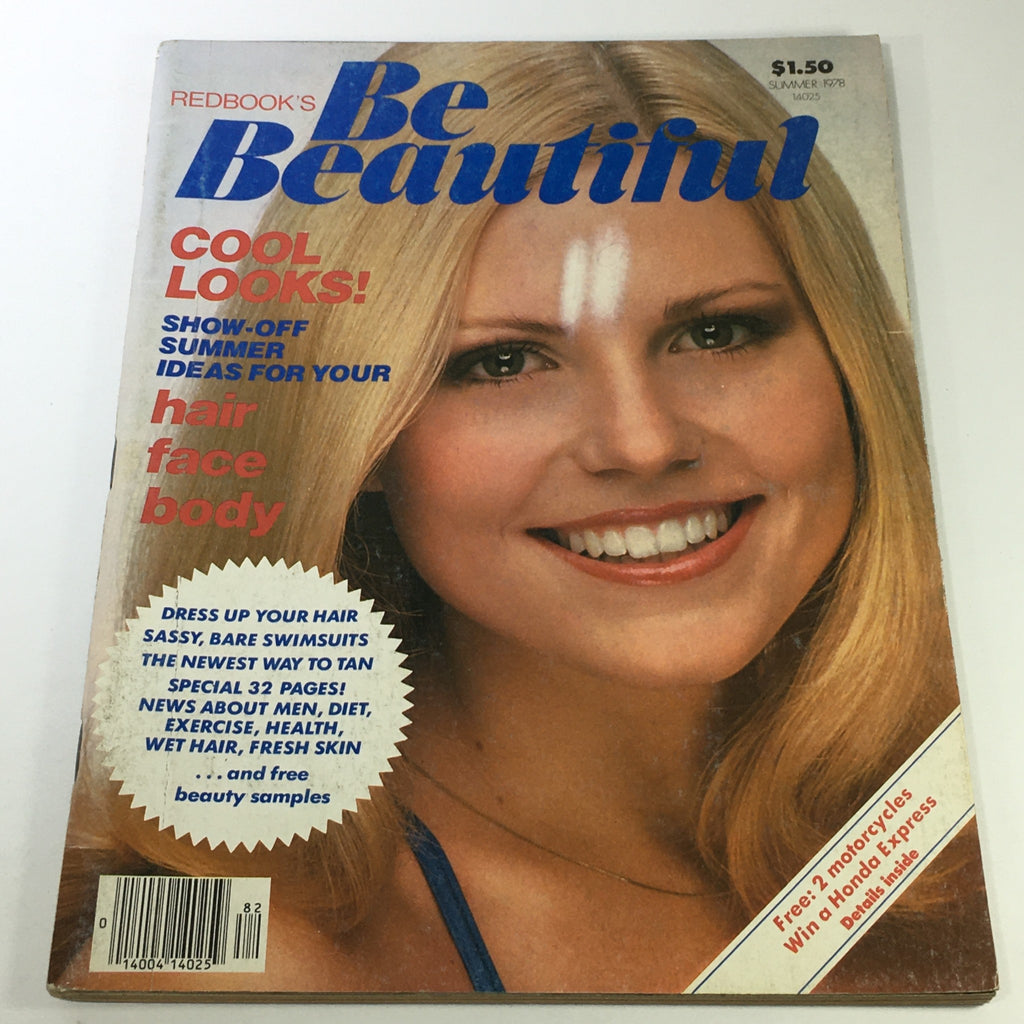 REDBOOK'S
Be
Beautiful
$1.50
SUMMER 1978
14025
COOL
LOOKS!
SHOW-OFF
SUMMER
IDEAS FOR YOUR
hair
face
body
DRESS UP YOUR HAIR
SASSY, BARE SWIMSUITS
THE NEWEST WAY TO TAN
SPECIAL 32 PAGES!
NEWS ABOUT MEN, DIET,
EXERCISE, HEALTH,
WET HAIR, FRESH SKIN
...and free
beauty samples
Free: 2 motorcycles
Win a Honda Express
Details inside
82
0
14004 14025